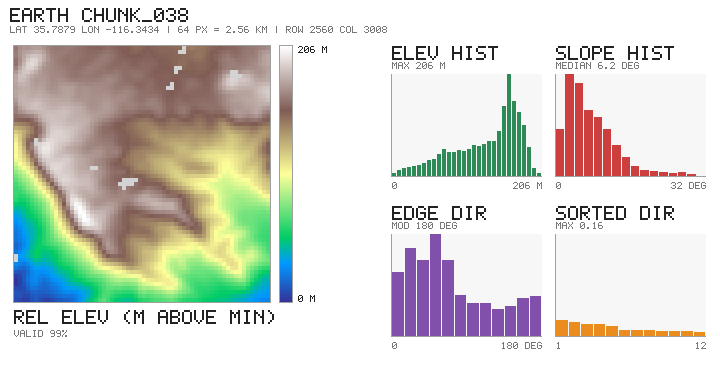 EARTH CHUNK_038
LAT 35.7879 LON -116.3434 | 64 PX = 2.56 KM | ROW 2560 COL 3008
206 M
0 M
REL ELEV (M ABOVE MIN)
VALID 99%
ELEV HIST
MAX 206 M
0 206 M
SLOPE HIST
MEDIAN 6.2 DEG
0 32 DEG
EDGE DIR
MOD 180 DEG
0 180 DEG
SORTED DIR
MAX 0.16
1 12